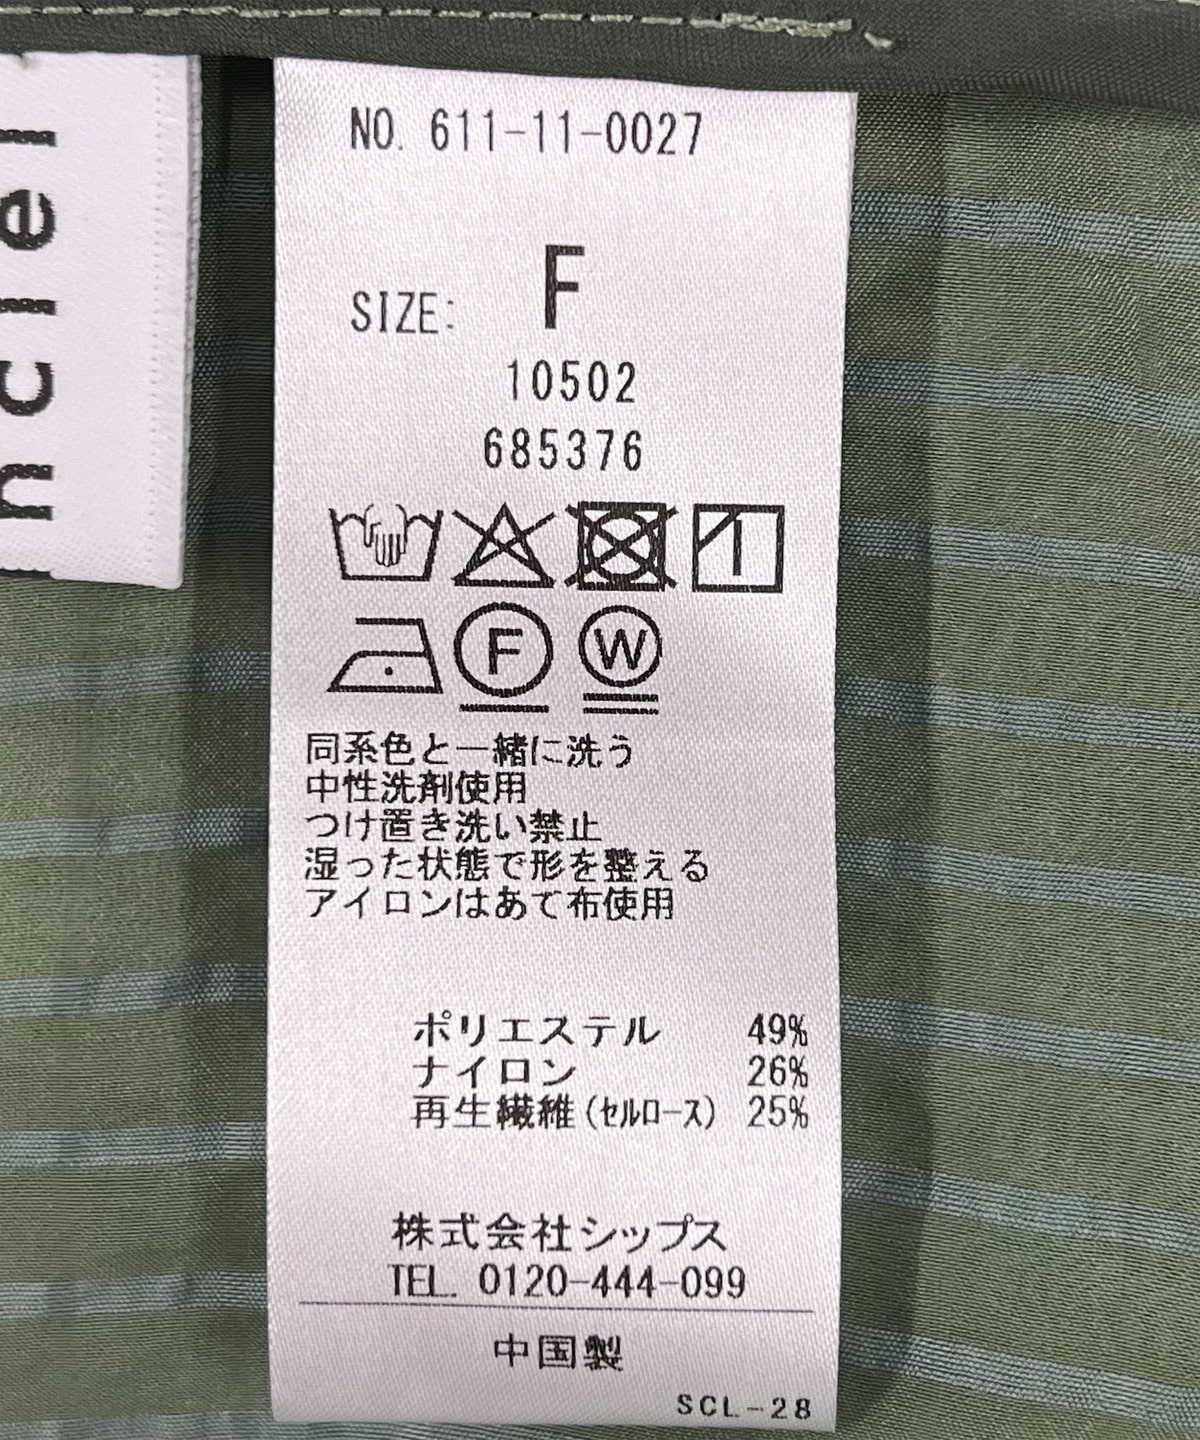 nciel
NO. 611-11-0027
SIZE: F
10502
685376
F W
同系色と一緒に洗う
中性洗剤使用
つけ置き洗い禁止
湿った状態で形を整える
アイロンはあて布使用
ポリエステル 49%
ナイロン 26%
再生繊維(セルロース) 25%
株式会社シップス
TEL. 0120-444-099
中国製
SCL-28